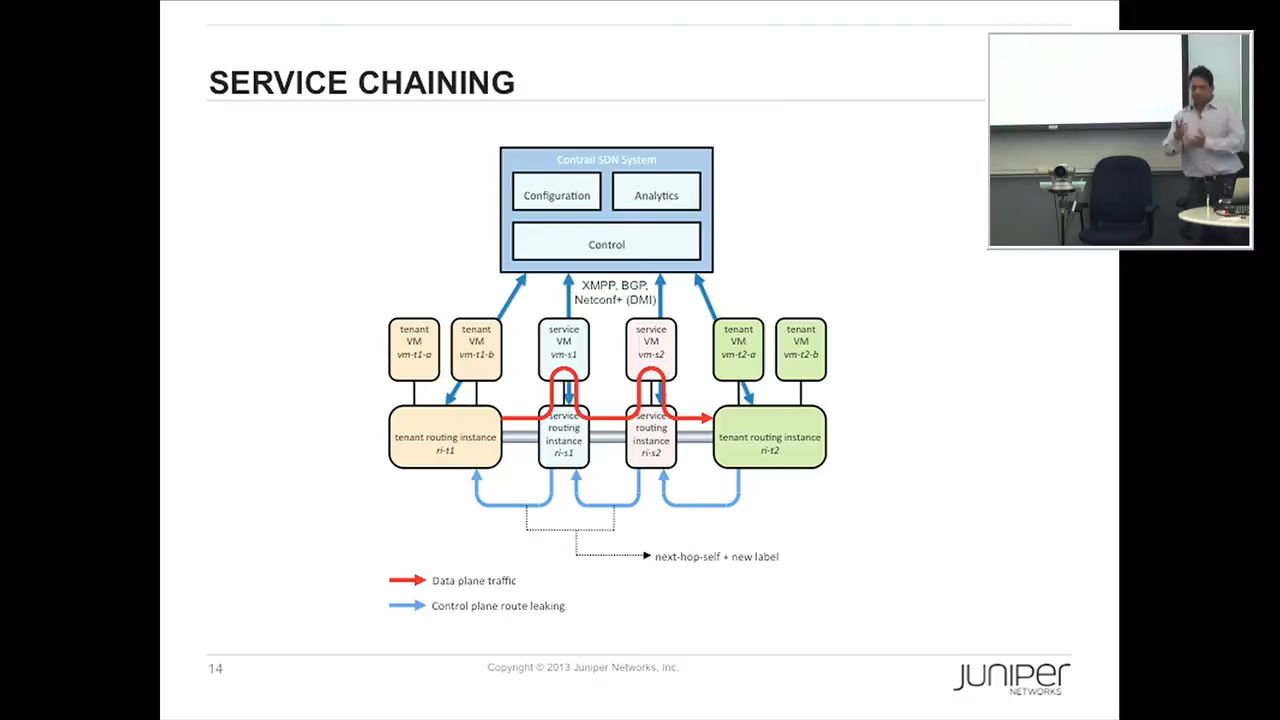 SERVICE CHAINING
Contrail SDN System
Configuration
Analytics
Control
XMPP, BGP,
Netconf+ (DMI)
tenant
VM
vm-t1-a
tenant
VM
vm-t1-b
service
VM
vm-s1
service
VM
vm-s2
tenant
VM
vm-t2-a
tenant
VM
vm-t2-b
tenant routing instance
ri-t1
service
routing
instance
ri-s1
service
routing
instance
ri-s2
tenant routing instance
ri-t2
next-hop-self + new label
Data plane traffic
Control plane route leaking
14
Copyright © 2013 Juniper Networks, Inc.
JUNIPER
NETWORKS